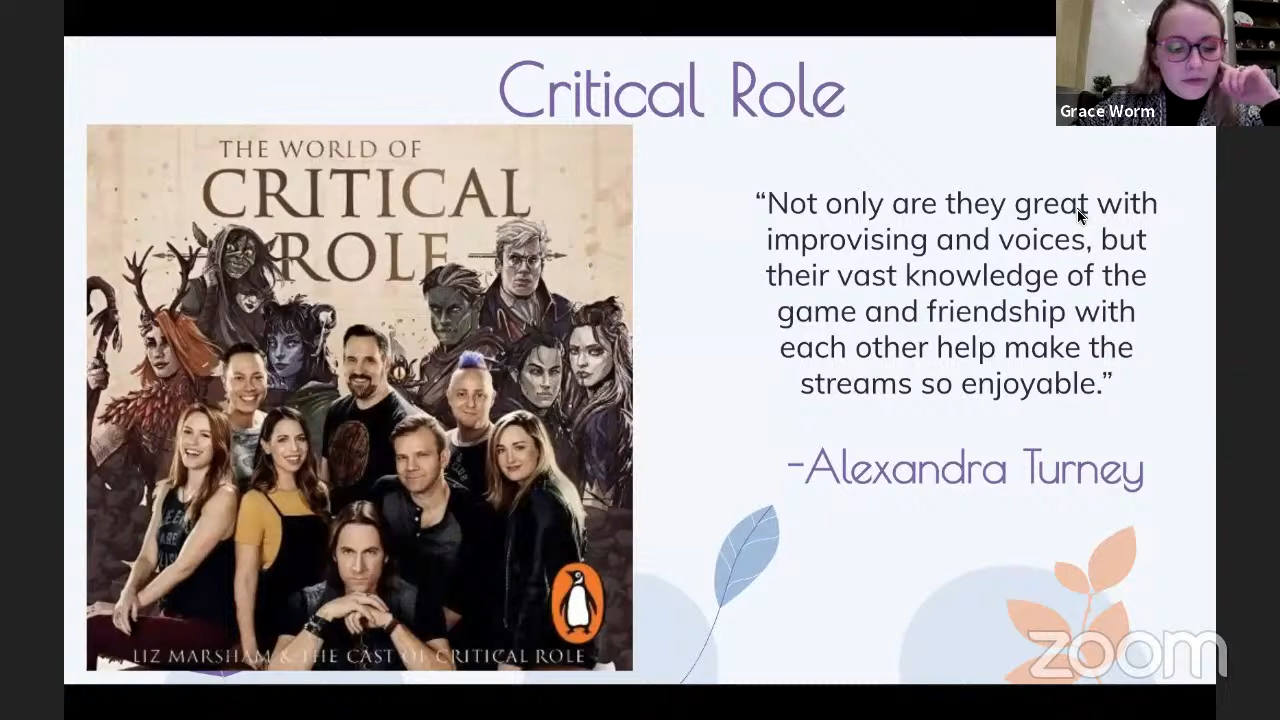 Critical Role
Grace Worm
THE WORLD OF
CRITICAL
ROLE
LIZ MARSHAM & THE CAST OF CRITICAL ROLE
“Not only are they great with
improvising and voices, but
their vast knowledge of the
game and friendship with
each other help make the
streams so enjoyable.”
-Alexandra Turney
zoom